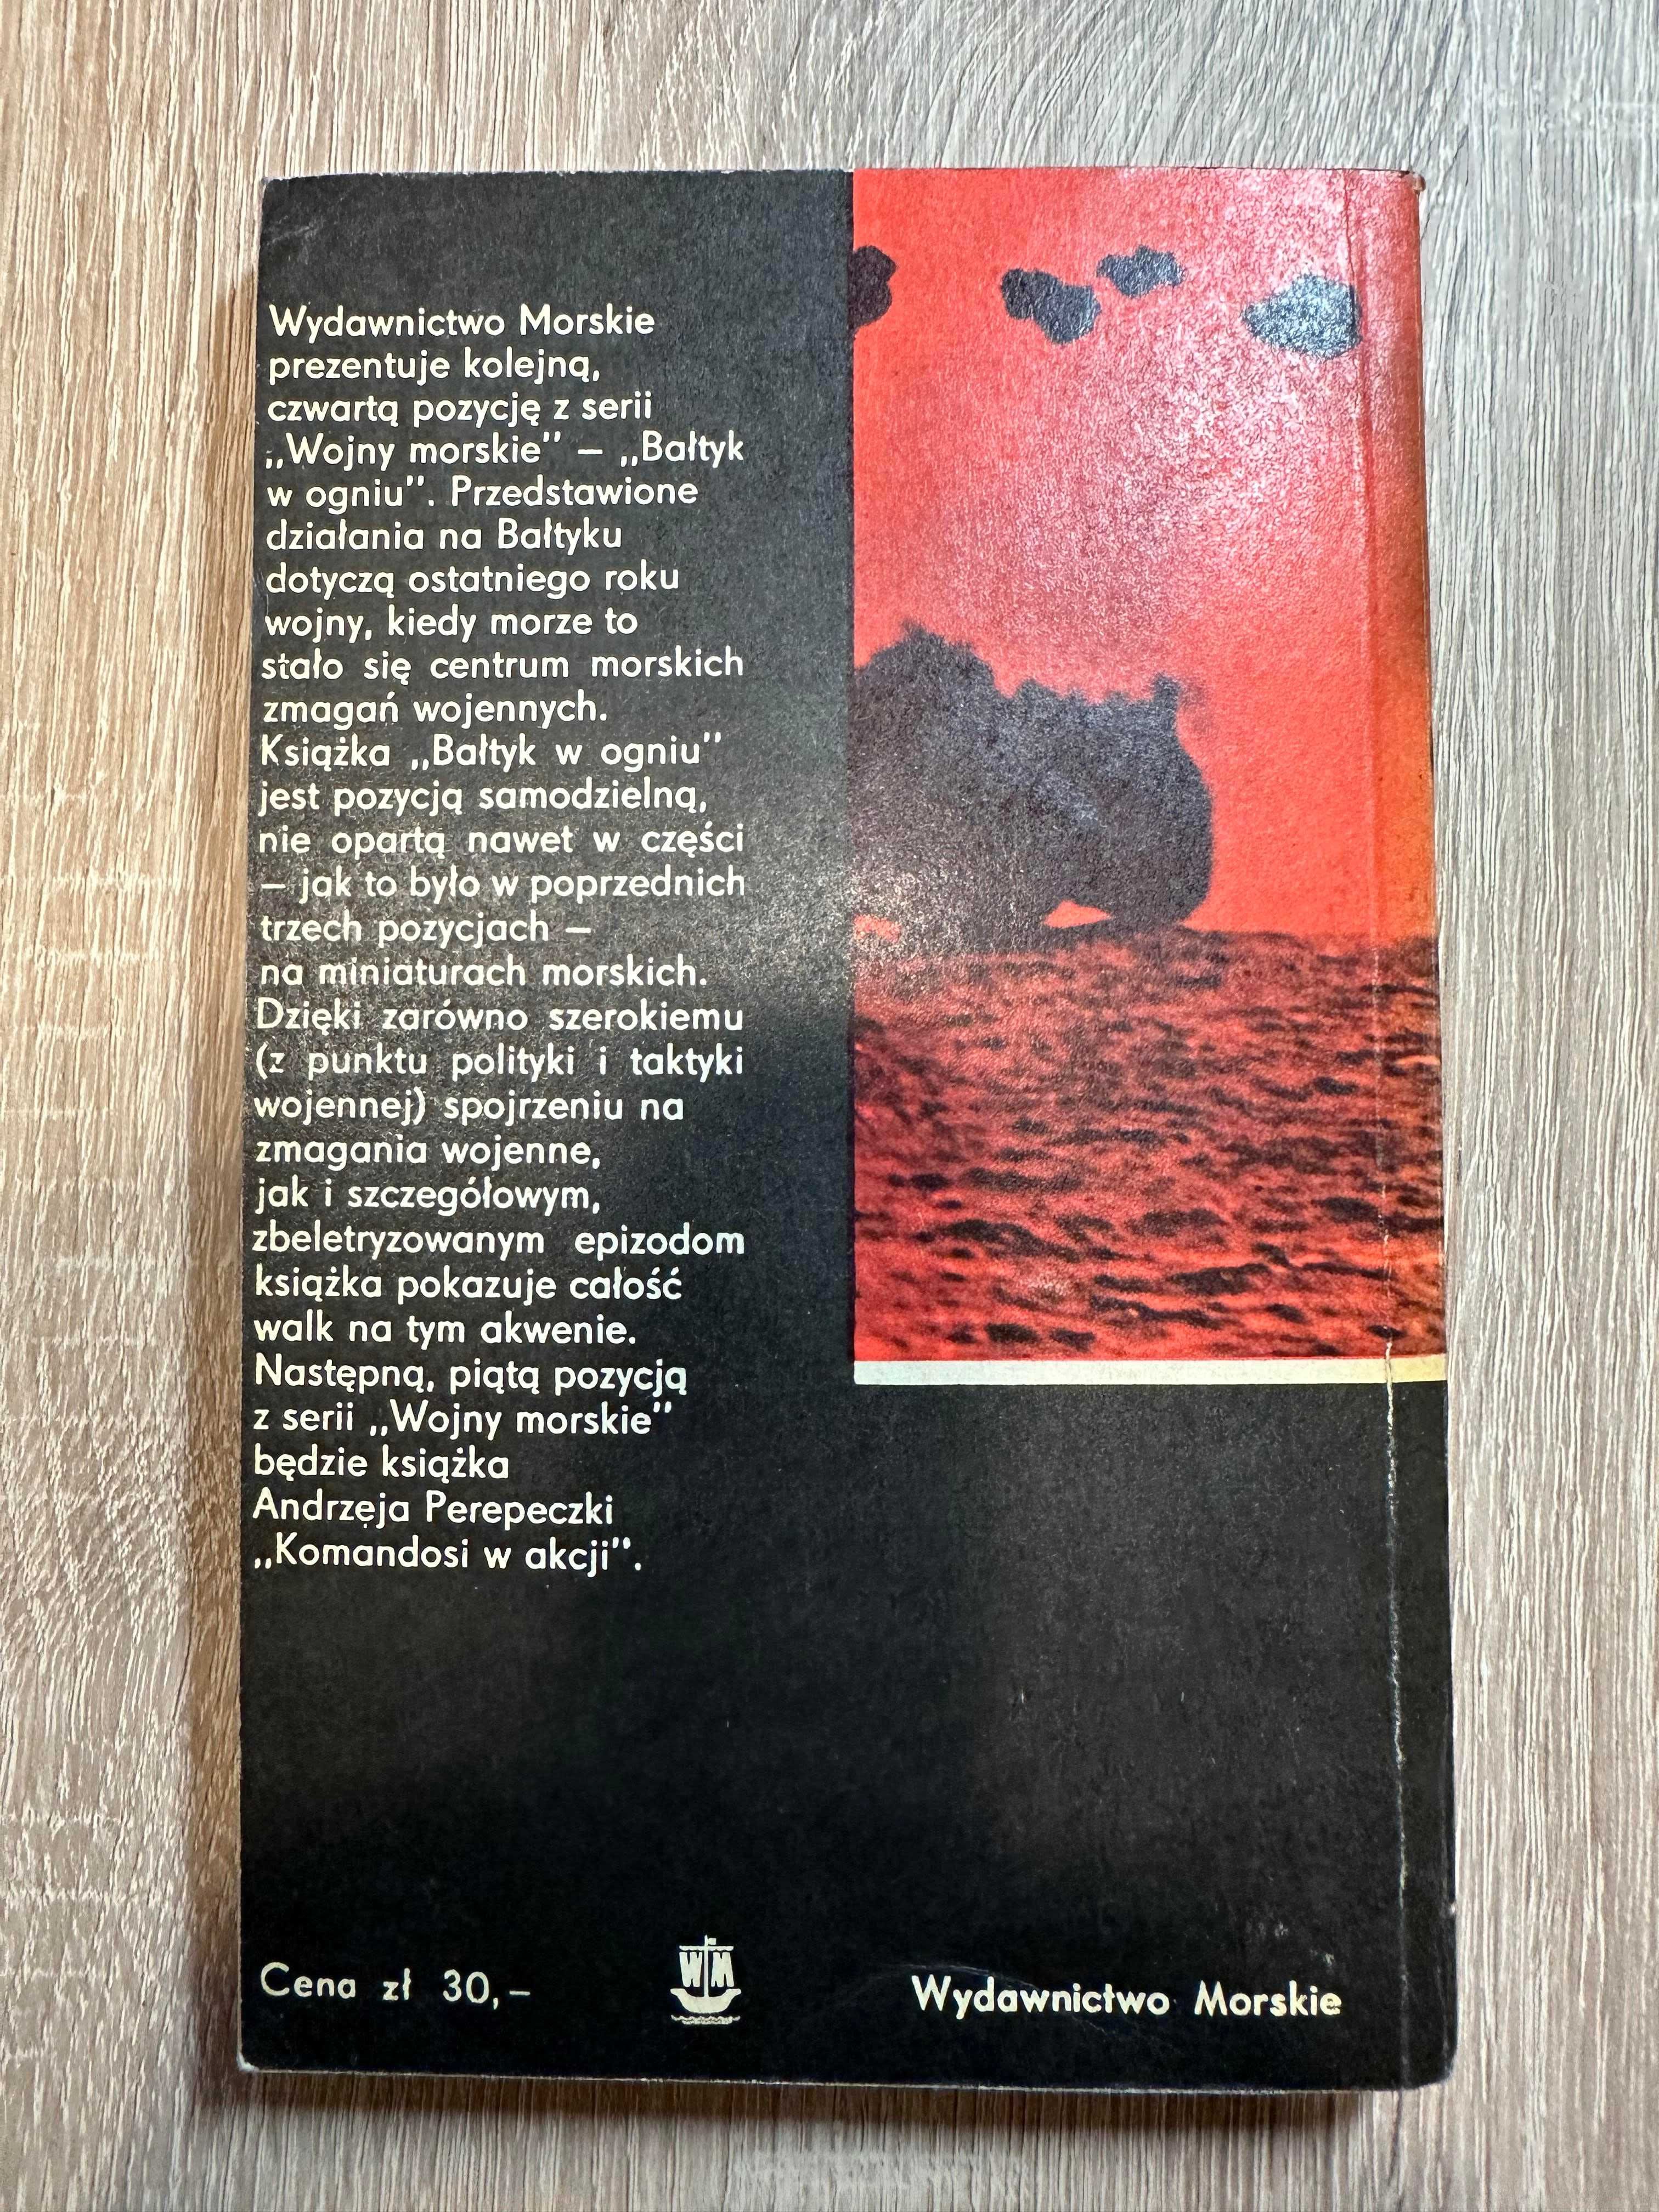 Wydawnictwo Morskie
prezentuje kolejną,
czwartą pozycję z serii
„Wojny morskie” — „Bałtyk
w ogniu”. Przedstawione
działania na Bałtyku
dotyczą ostatniego roku
wojny, kiedy morze to
stało się centrum morskich
zmagań wojennych.
Książka „Bałtyk w ogniu”
jest pozycją samodzielną,
nie opartą nawet w części
— jak to było w poprzednich
trzech pozycjach —
na miniaturach morskich.
Dzięki zarówno szerokiemu
(z punktu polityki i taktyki
wojennej) spojrzeniu na
zmagania wojenne,
jak i szczegółowym,
zbeletryzowanym epizodom
książka pokazuje całość
walk na tym akwenie.
Następną, piątą pozycją
z serii „Wojny morskie”
będzie książka
Andrzeja Perepeczki
„Komandosi w akcji”.
Cena zł 30,—
WM
Wydawnictwo Morskie